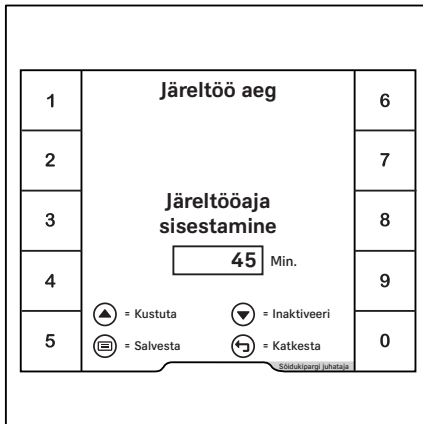 Järeltöö aeg
1
6
2
7
Järeltööaja
sisestamine
3
8
45 Min.
4
9
= Kustuta
= Inaktiveeri
5
0
= Salvesta
= Katkesta
Sõidukipargi juhataja